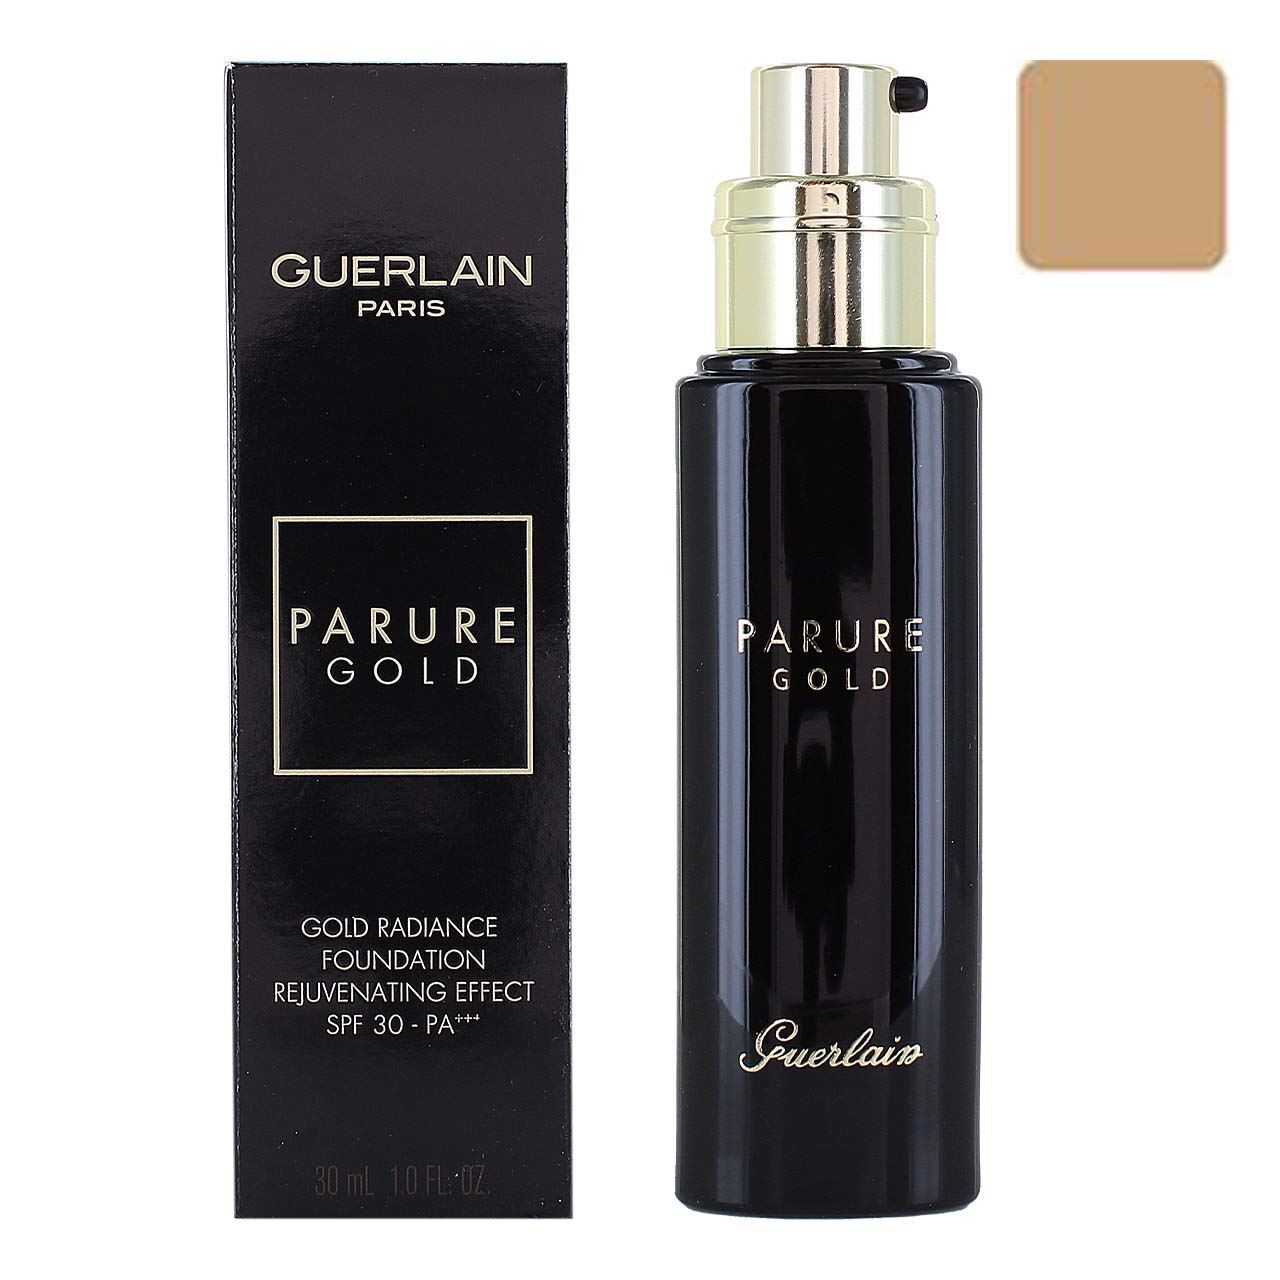 GUERLAIN
PARIS
PARURE
GOLD
GOLD RADIANCE
FOUNDATION
REJUVENATING EFFECT
SPF 30 - PA+++
30 mL 1.0 FL. OZ.
PARURE
GOLD
Guerlain